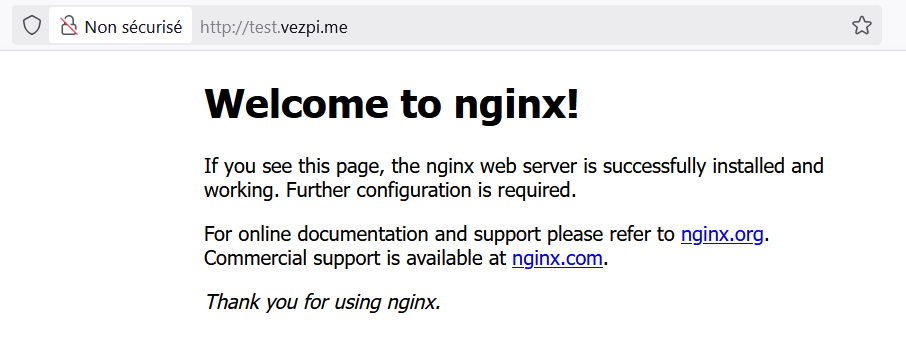 Non sécurisé http://test.vezpi.me
Welcome to nginx!
If you see this page, the nginx web server is successfully installed and
working. Further configuration is required.
For online documentation and support please refer to nginx.org.
Commercial support is available at nginx.com.
Thank you for using nginx.